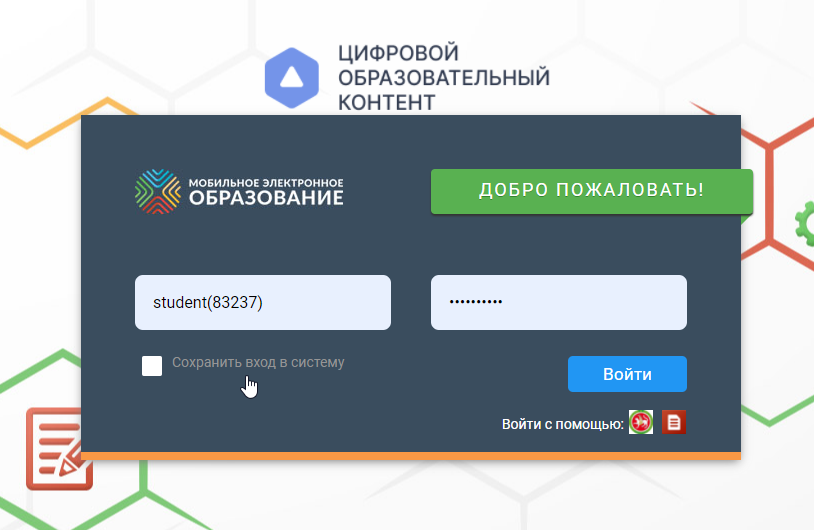 ЦИФРОВОЙ
ОБРАЗОВАТЕЛЬНЫЙ
КОНТЕНТ
МОБИЛЬНОЕ ЭЛЕКТРОННОЕ
ОБРАЗОВАНИЕ
ДОБРО ПОЖАЛОВАТЬ!
student(83237)
••••••••••
Сохранить вход в систему
Войти
Войти с помощью: